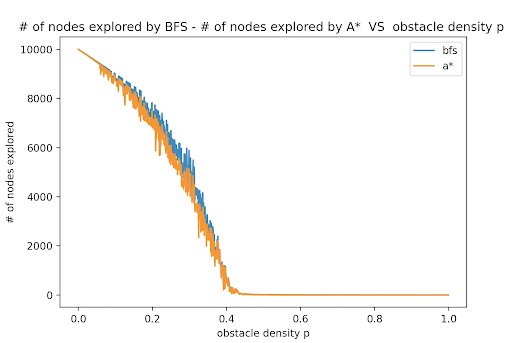 # of nodes explored by BFS - # of nodes explored by A*  VS  obstacle density p
bfs
a*
# of nodes explored
10000
8000
6000
4000
2000
0
0.0 0.2 0.4 0.6 0.8 1.0
obstacle density p